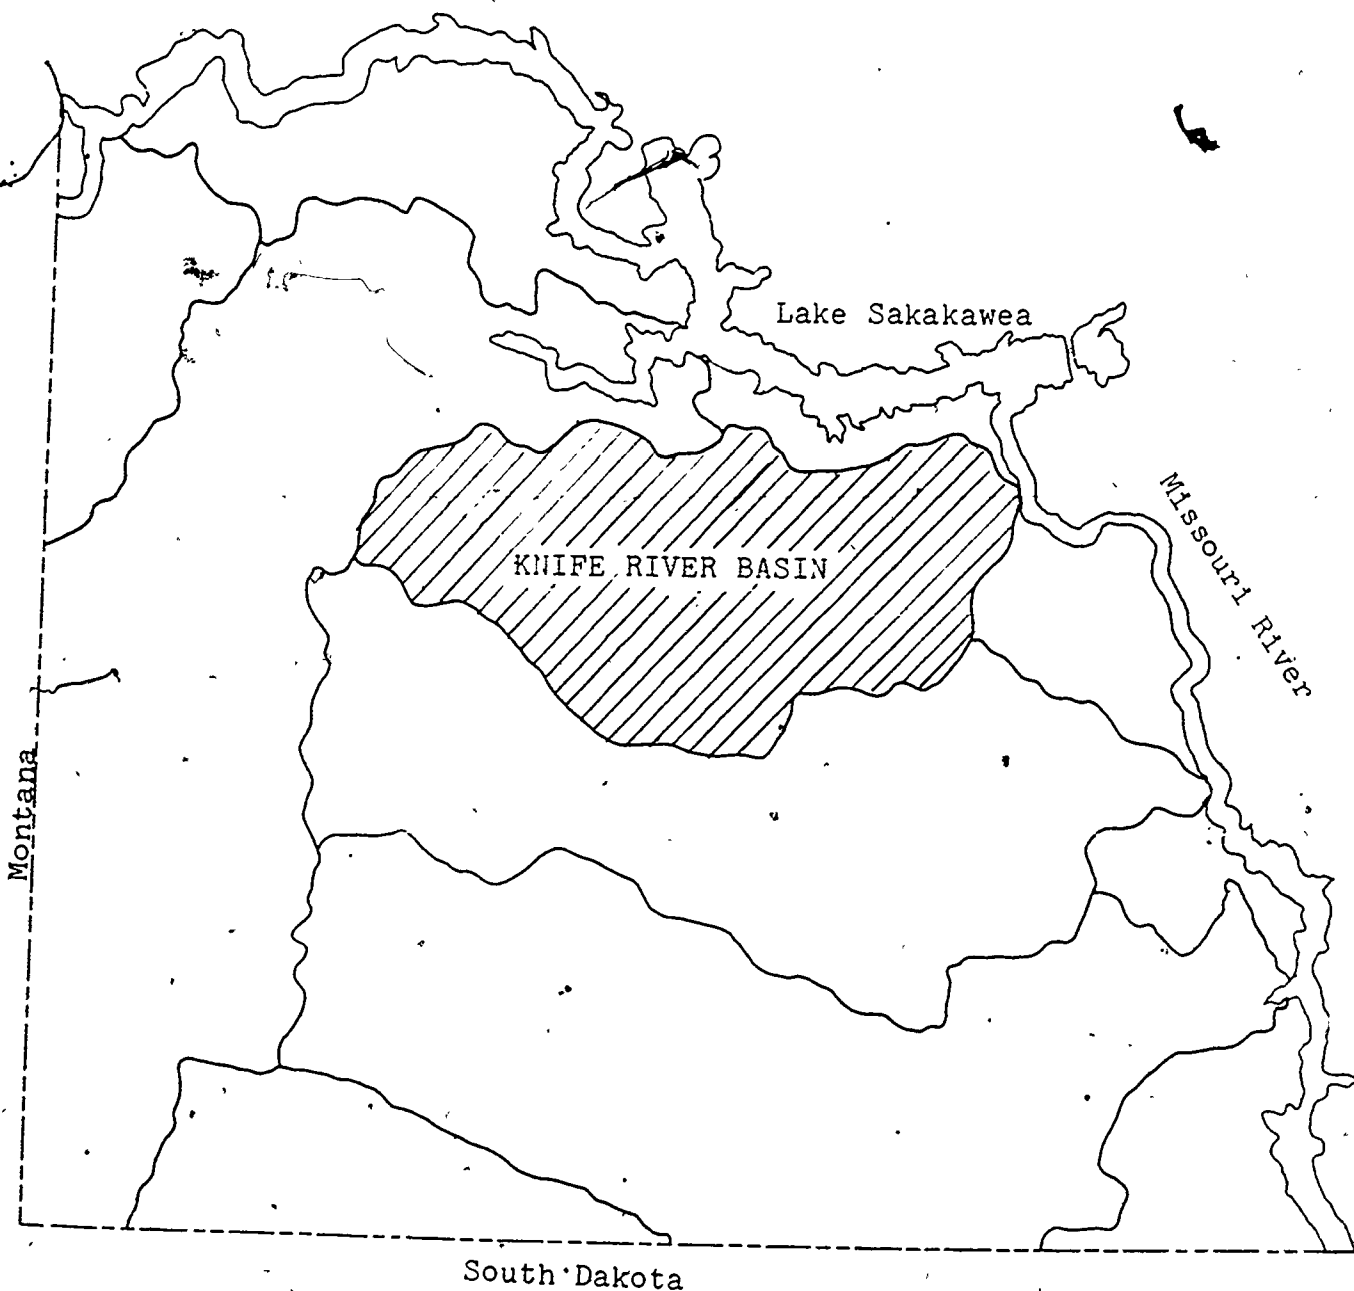 Lake Sakakawea
Missouri River
KNIFE RIVER BASIN
Montana
South Dakota